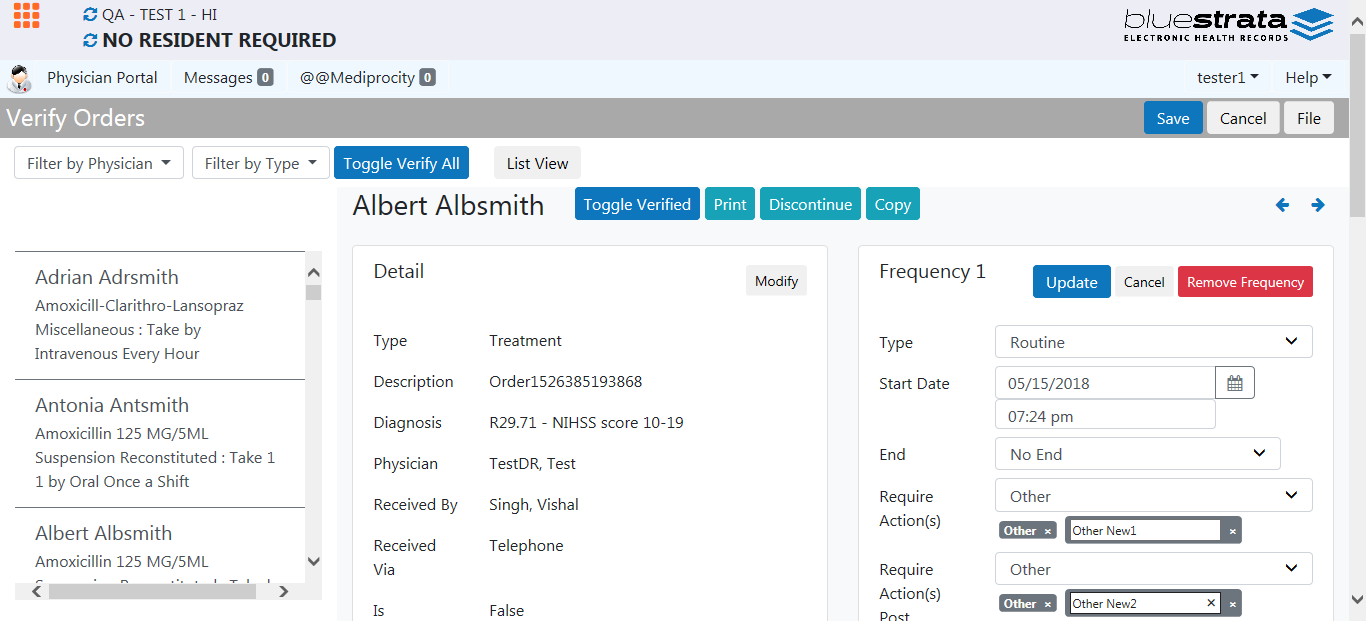 QA - TEST 1 - HI
NO RESIDENT REQUIRED
bluestrata
ELECTRONIC HEALTH RECORDS
Physician Portal Messages 0 @@Mediprocity 0 tester1 Help
Verify Orders Save Cancel File
Filter by Physician Filter by Type Toggle Verify All List View
Albert Albsmith Toggle Verified Print Discontinue Copy
Adrian Adrsmith
Amoxicill-Clarithro-Lansopraz
Miscellaneous : Take by
Intravenous Every Hour
Antonia Antsmith
Amoxicillin 125 MG/5ML
Suspension Reconstituted : Take 1
1 by Oral Once a Shift
Albert Albsmith
Amoxicillin 125 MG/5ML
Detail Modify
Type Treatment
Description Order1526385193868
Diagnosis R29.71 - NIHSS score 10-19
Physician TestDR, Test
Received By Singh, Vishal
Received Telephone
Via
Is False
Frequency 1 Update Cancel Remove Frequency
Type Routine
Start Date 05/15/2018
07:24 pm
End No End
Require Other
Action(s)
Other × Other New1 ×
Require Other
Action(s)
Post
Other × Other New2 × ×